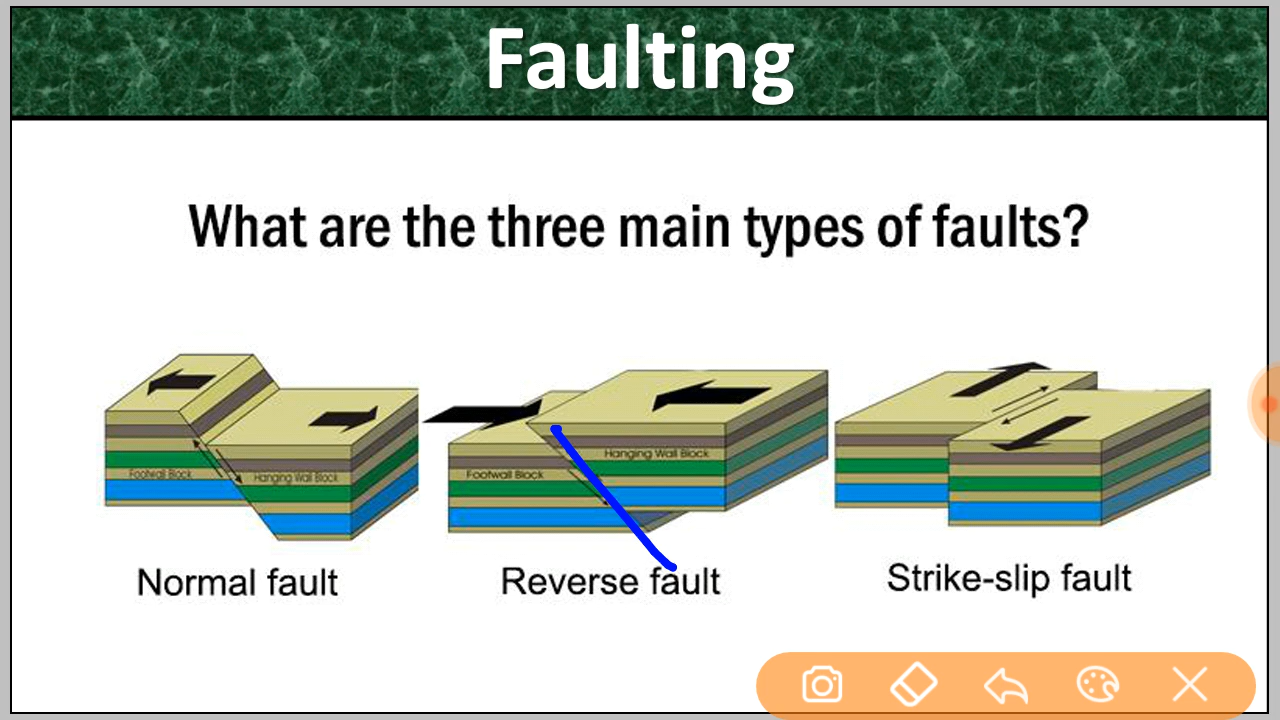 Faulting
What are the three main types of faults?
Footwall Block
Hanging Wall Block
Footwall Block
Hanging Wall Block
Normal fault
Reverse fault
Strike-slip fault